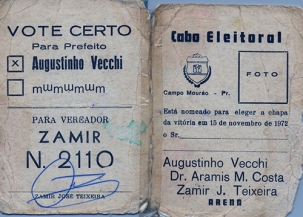 VOTE CERTO
Para Prefeito
Augustinho Vecchi
mɯmɯmɯm
PARA VEREADOR
ZAMIR
N. 2110
ZAMIR JOSÉ TEIXEIRA
Cabo Eleitoral
FOTO
Campo Mourão - Pr.
Está nomeado para eleger a chapa
da vitória em 15 de novembro de 1972
o Sr.
Augustinho Vecchi
Dr. Aramis M. Costa
Zamir J. Teixeira
ARENA